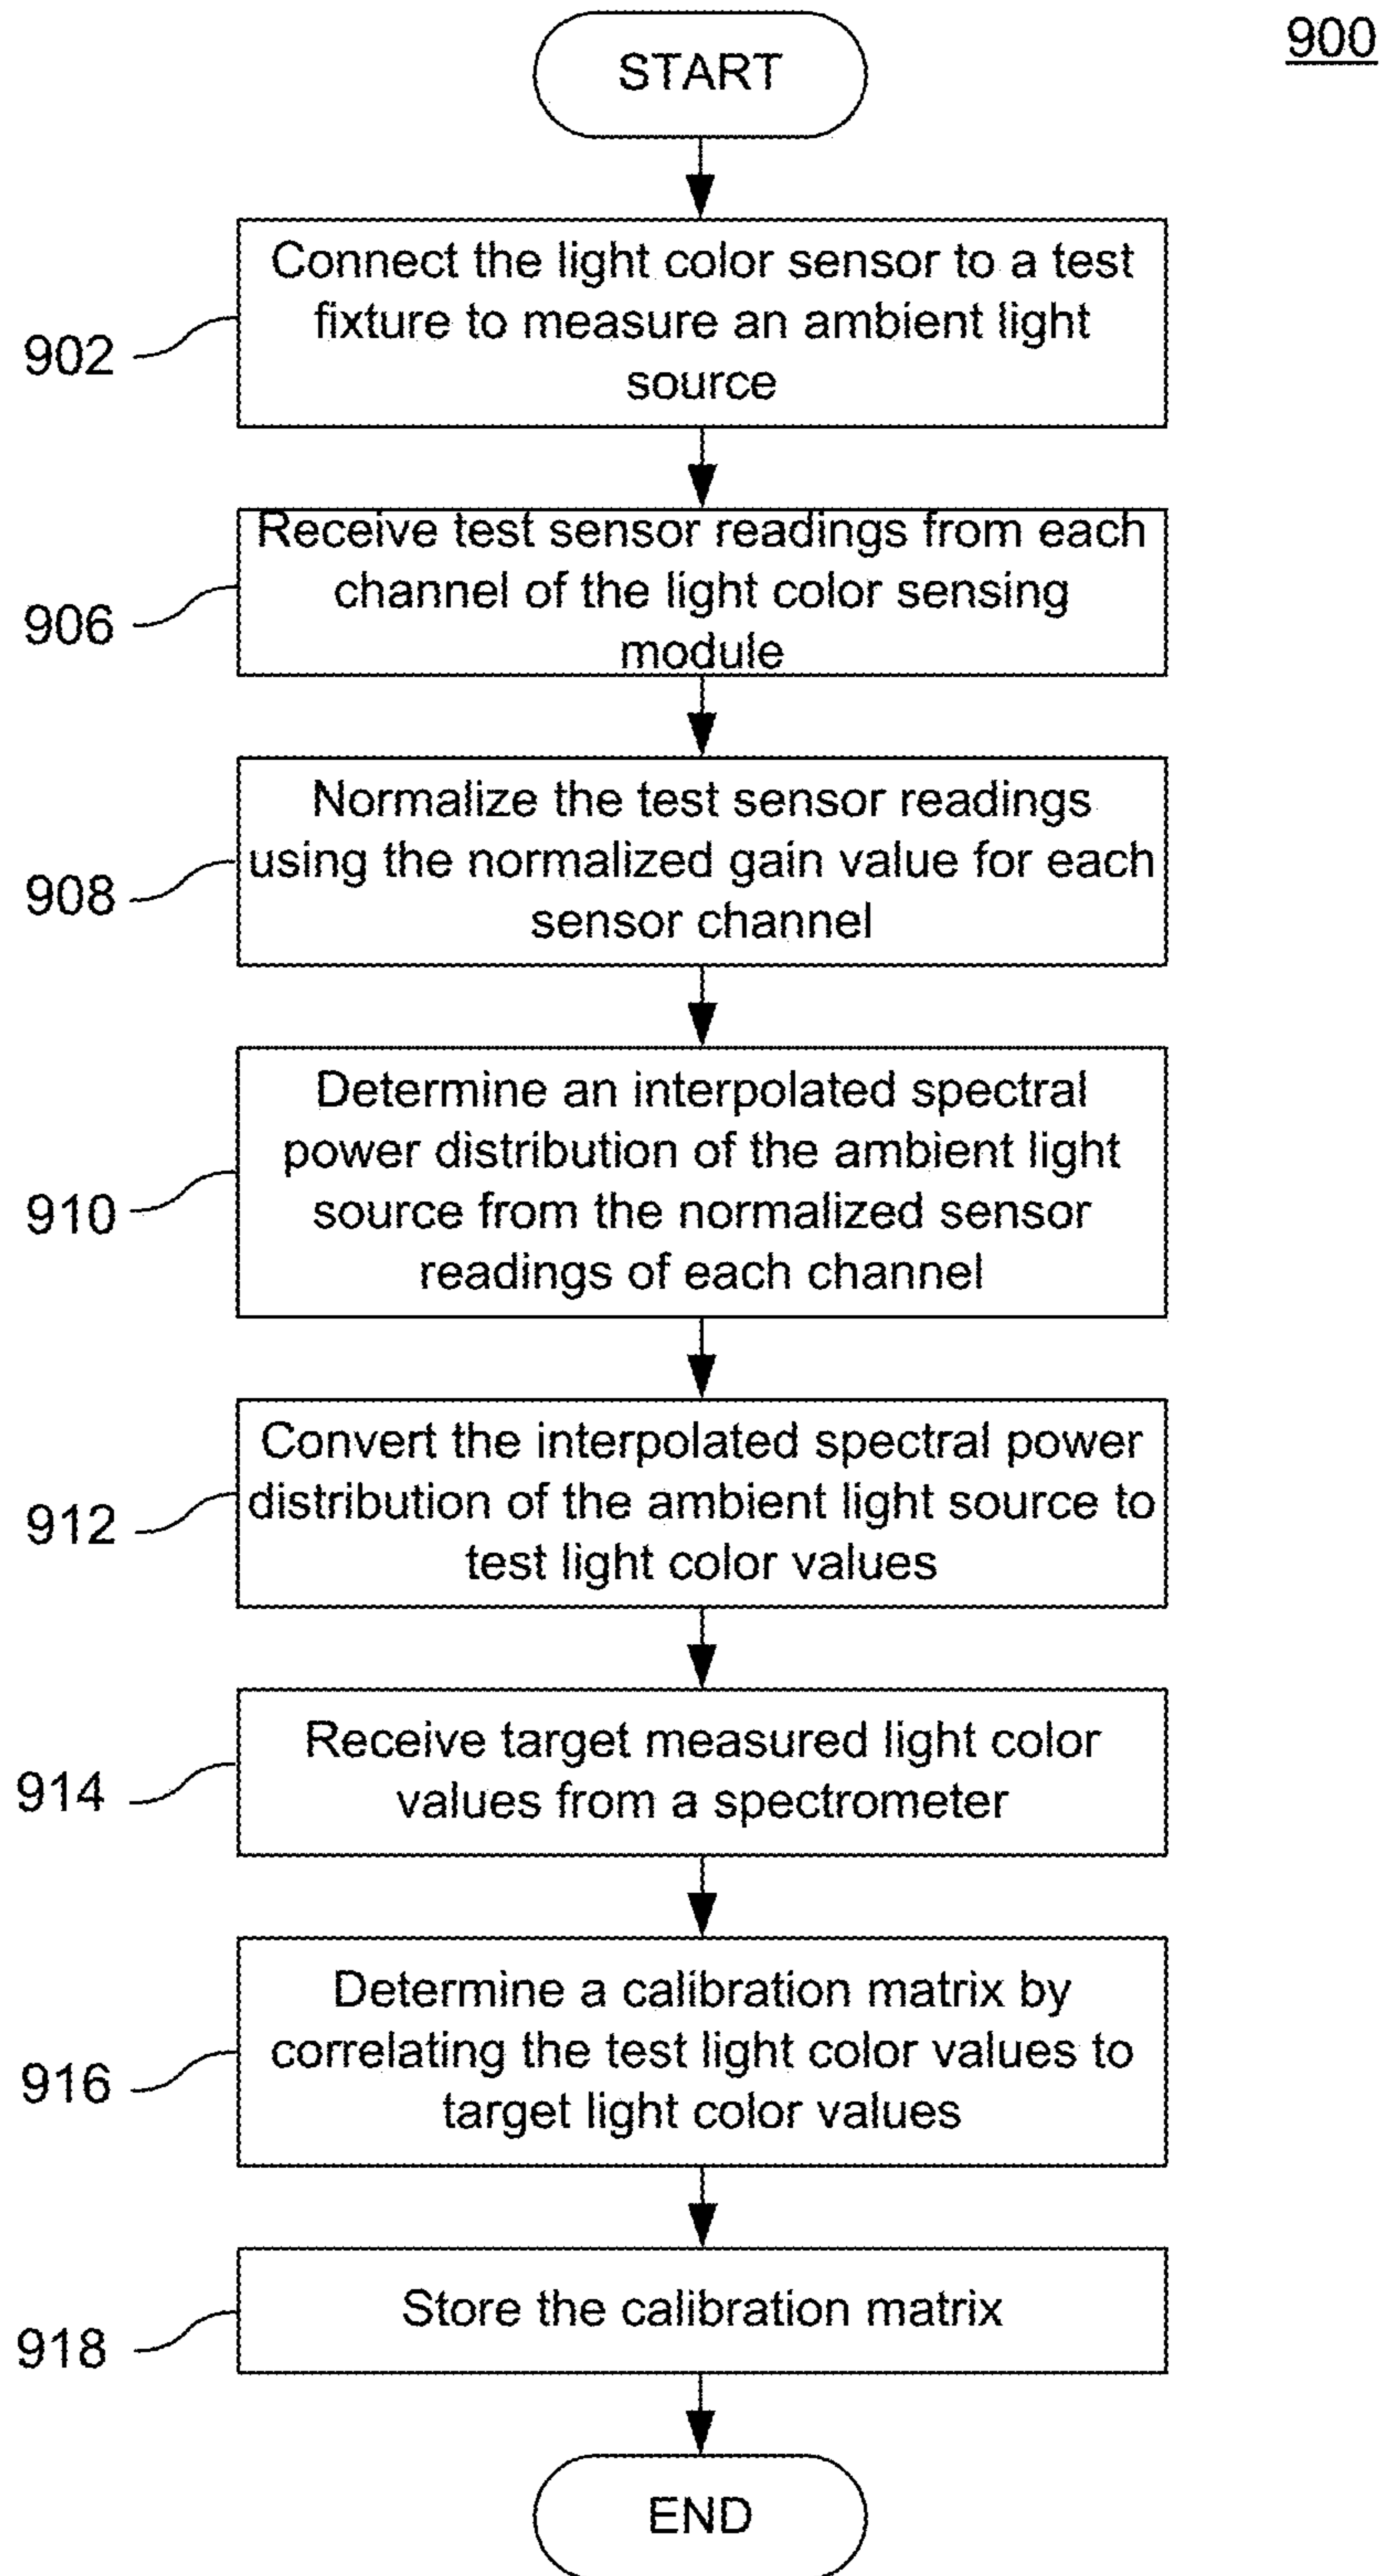 900
START
902
Connect the light color sensor to a test
fixture to measure an ambient light
source
906
Receive test sensor readings from each
channel of the light color sensing
module
908
Normalize the test sensor readings
using the normalized gain value for each
sensor channel
910
Determine an interpolated spectral
power distribution of the ambient light
source from the normalized sensor
readings of each channel
912
Convert the interpolated spectral power
distribution of the ambient light source to
test light color values
914
Receive target measured light color
values from a spectrometer
916
Determine a calibration matrix by
correlating the test light color values to
target light color values
918
Store the calibration matrix
END